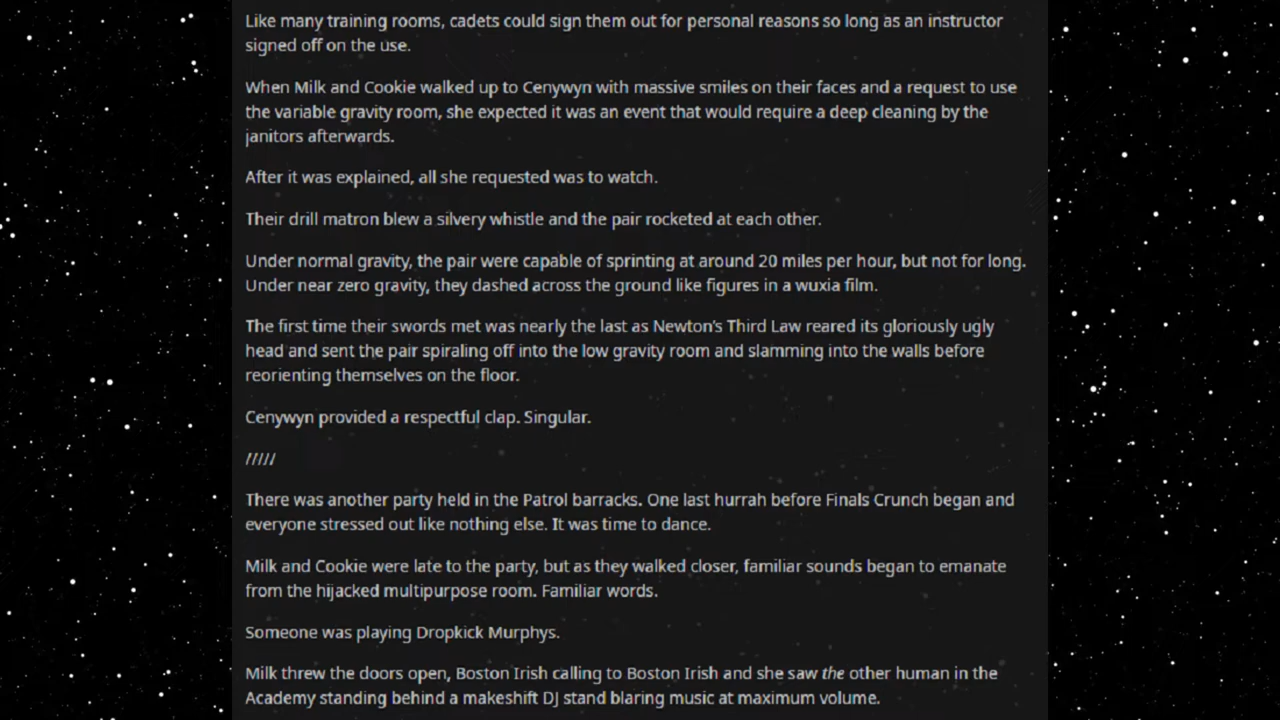 Like many training rooms, cadets could sign them out for personal reasons so long as an instructor
signed off on the use.
When Milk and Cookie walked up to Cenywyn with massive smiles on their faces and a request to use
the variable gravity room, she expected it was an event that would require a deep cleaning by the
janitors afterwards.
After it was explained, all she requested was to watch.
Their drill matron blew a silvery whistle and the pair rocketed at each other.
Under normal gravity, the pair were capable of sprinting at around 20 miles per hour, but not for long.
Under near zero gravity, they dashed across the ground like figures in a wuxia film.
The first time their swords met was nearly the last as Newton's Third Law reared its gloriously ugly
head and sent the pair spiraling off into the low gravity room and slamming into the walls before
reorienting themselves on the floor.
Cenywyn provided a respectful clap. Singular.
/////
There was another party held in the Patrol barracks. One last hurrah before Finals Crunch began and
everyone stressed out like nothing else. It was time to dance.
Milk and Cookie were late to the party, but as they walked closer, familiar sounds began to emanate
from the hijacked multipurpose room. Familiar words.
Someone was playing Dropkick Murphys.
Milk threw the doors open, Boston Irish calling to Boston Irish and she saw the other human in the
Academy standing behind a makeshift DJ stand blaring music at maximum volume.